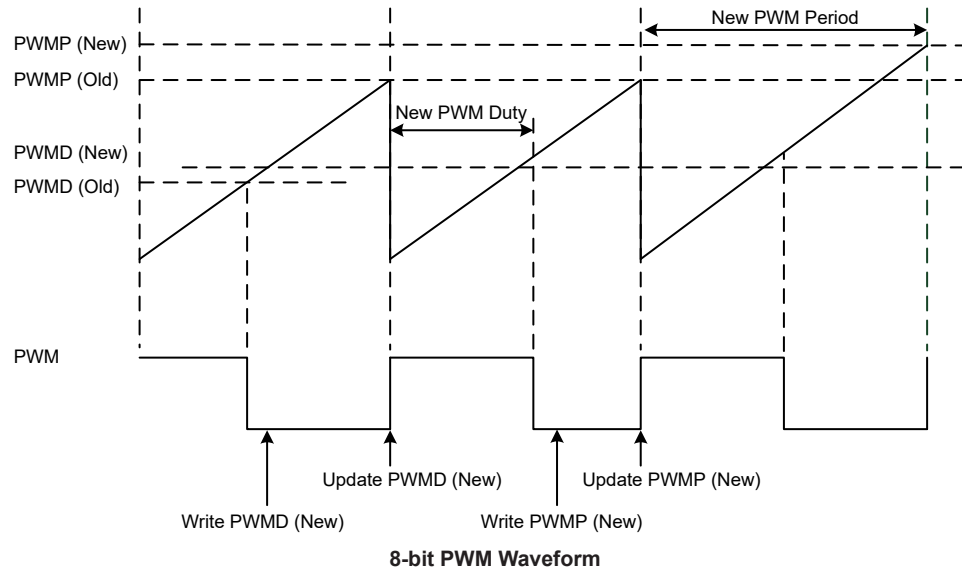 New PWM Period
PWMP (New)
PWMP (Old)
New PWM Duty
PWMD (New)
PWMD (Old)
PWM
Update PWMD (New)
Update PWMP (New)
Write PWMD (New)
Write PWMP (New)
8-bit PWM Waveform